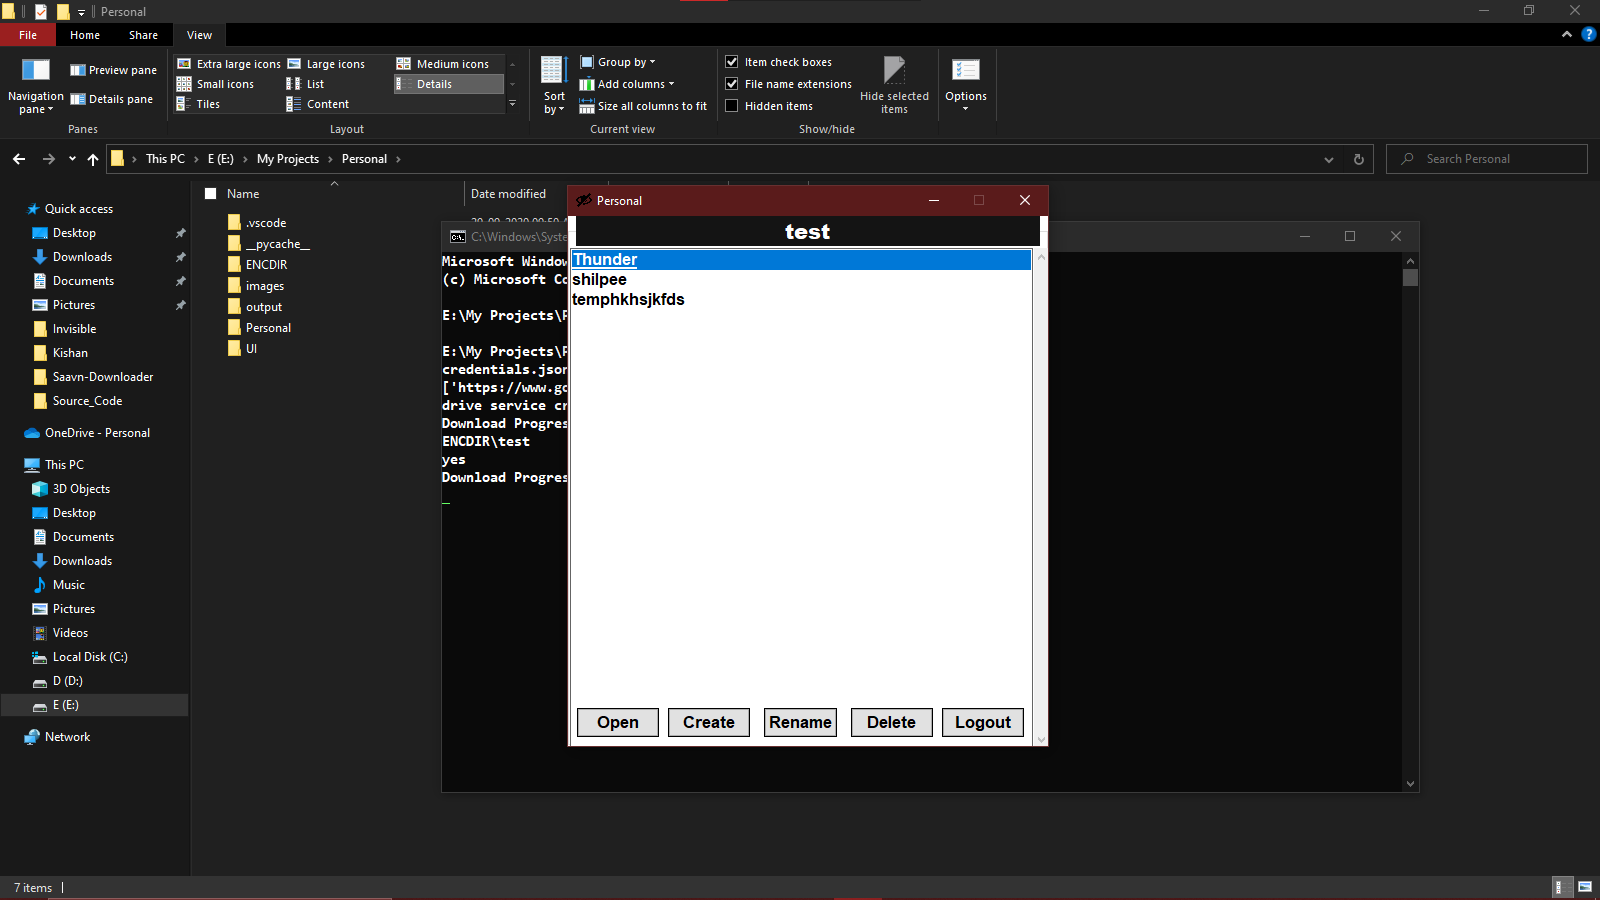 Personal
File Home Share View
Navigation pane
Preview pane
Details pane
Panes
Extra large icons Large icons Medium icons
Small icons List Details
Tiles Content
Layout
Sort by
Group by
Add columns
Size all columns to fit
Current view
Item check boxes
File name extensions
Hidden items
Hide selected items
Show/hide
Options
This PC > E (E:) > My Projects > Personal >
Search Personal
Quick access
Desktop
Downloads
Documents
Pictures
Invisible
Kishan
Saavn-Downloader
Source_Code
OneDrive - Personal
This PC
3D Objects
Desktop
Documents
Downloads
Music
Pictures
Videos
Local Disk (C:)
D (D:)
E (E:)
Network
Name Date modified
.vscode
__pycache__
ENCDIR
images
output
Personal
UI
C:\Windows\Syste
Microsoft Window
(c) Microsoft Co
E:\My Projects\P
E:\My Projects\P
credentials.json
['https://www.go
drive service cr
Download Progres
ENCDIR\test
yes
Download Progres
_
Personal
test
Thunder
shilpee
temphkhsjkfds
Open Create Rename Delete Logout
7 items